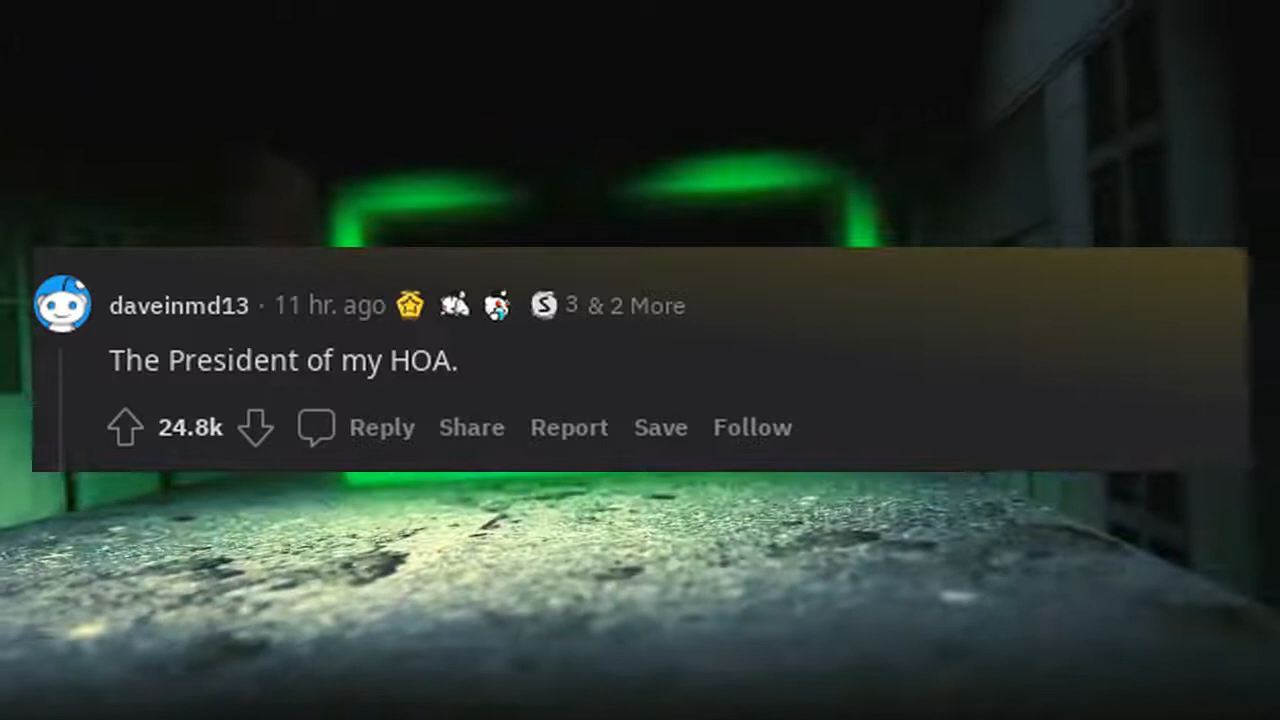 daveinmd13 · 11 hr. ago 3 & 2 More
The President of my HOA.
24.8k Reply Share Report Save Follow